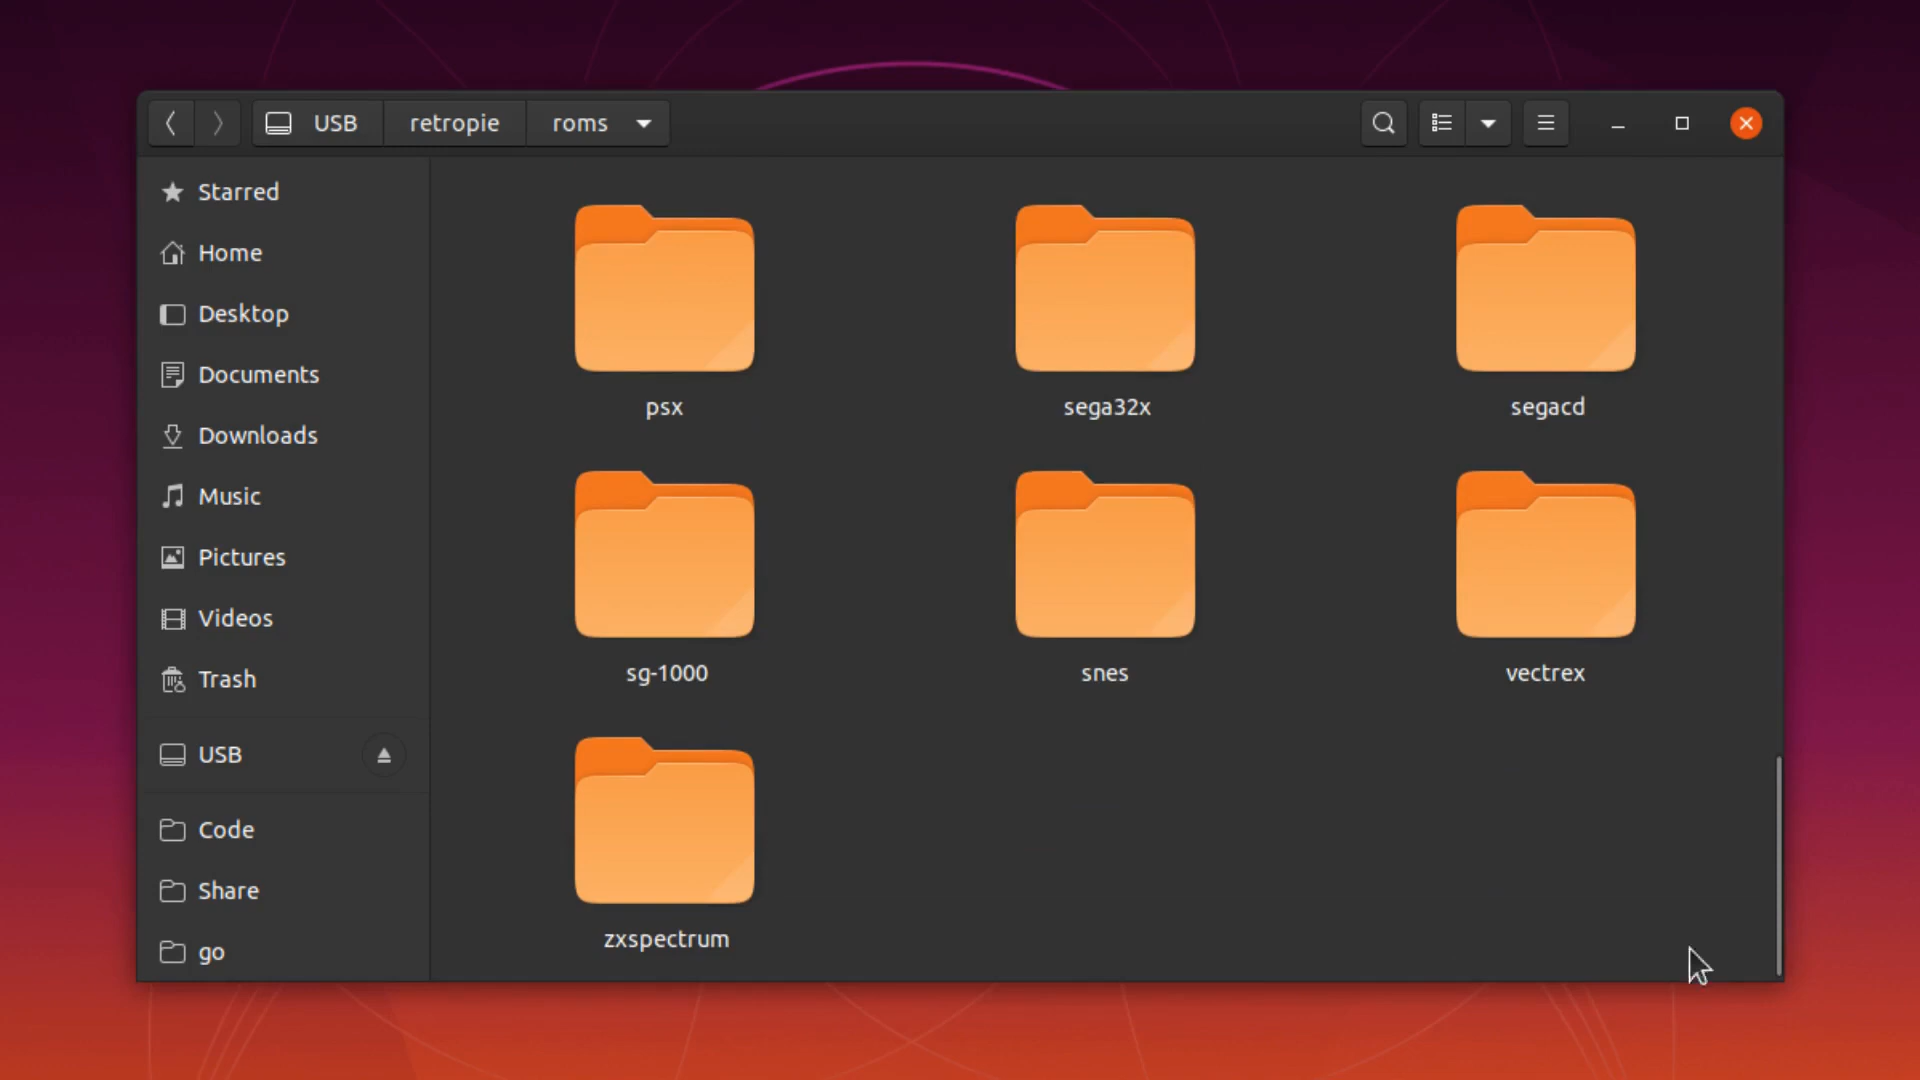 USB retropie roms
Starred
Home
Desktop
Documents
Downloads
Music
Pictures
Videos
Trash
USB
Code
Share
go
psx sega32x segacd
sg-1000 snes vectrex
zxspectrum